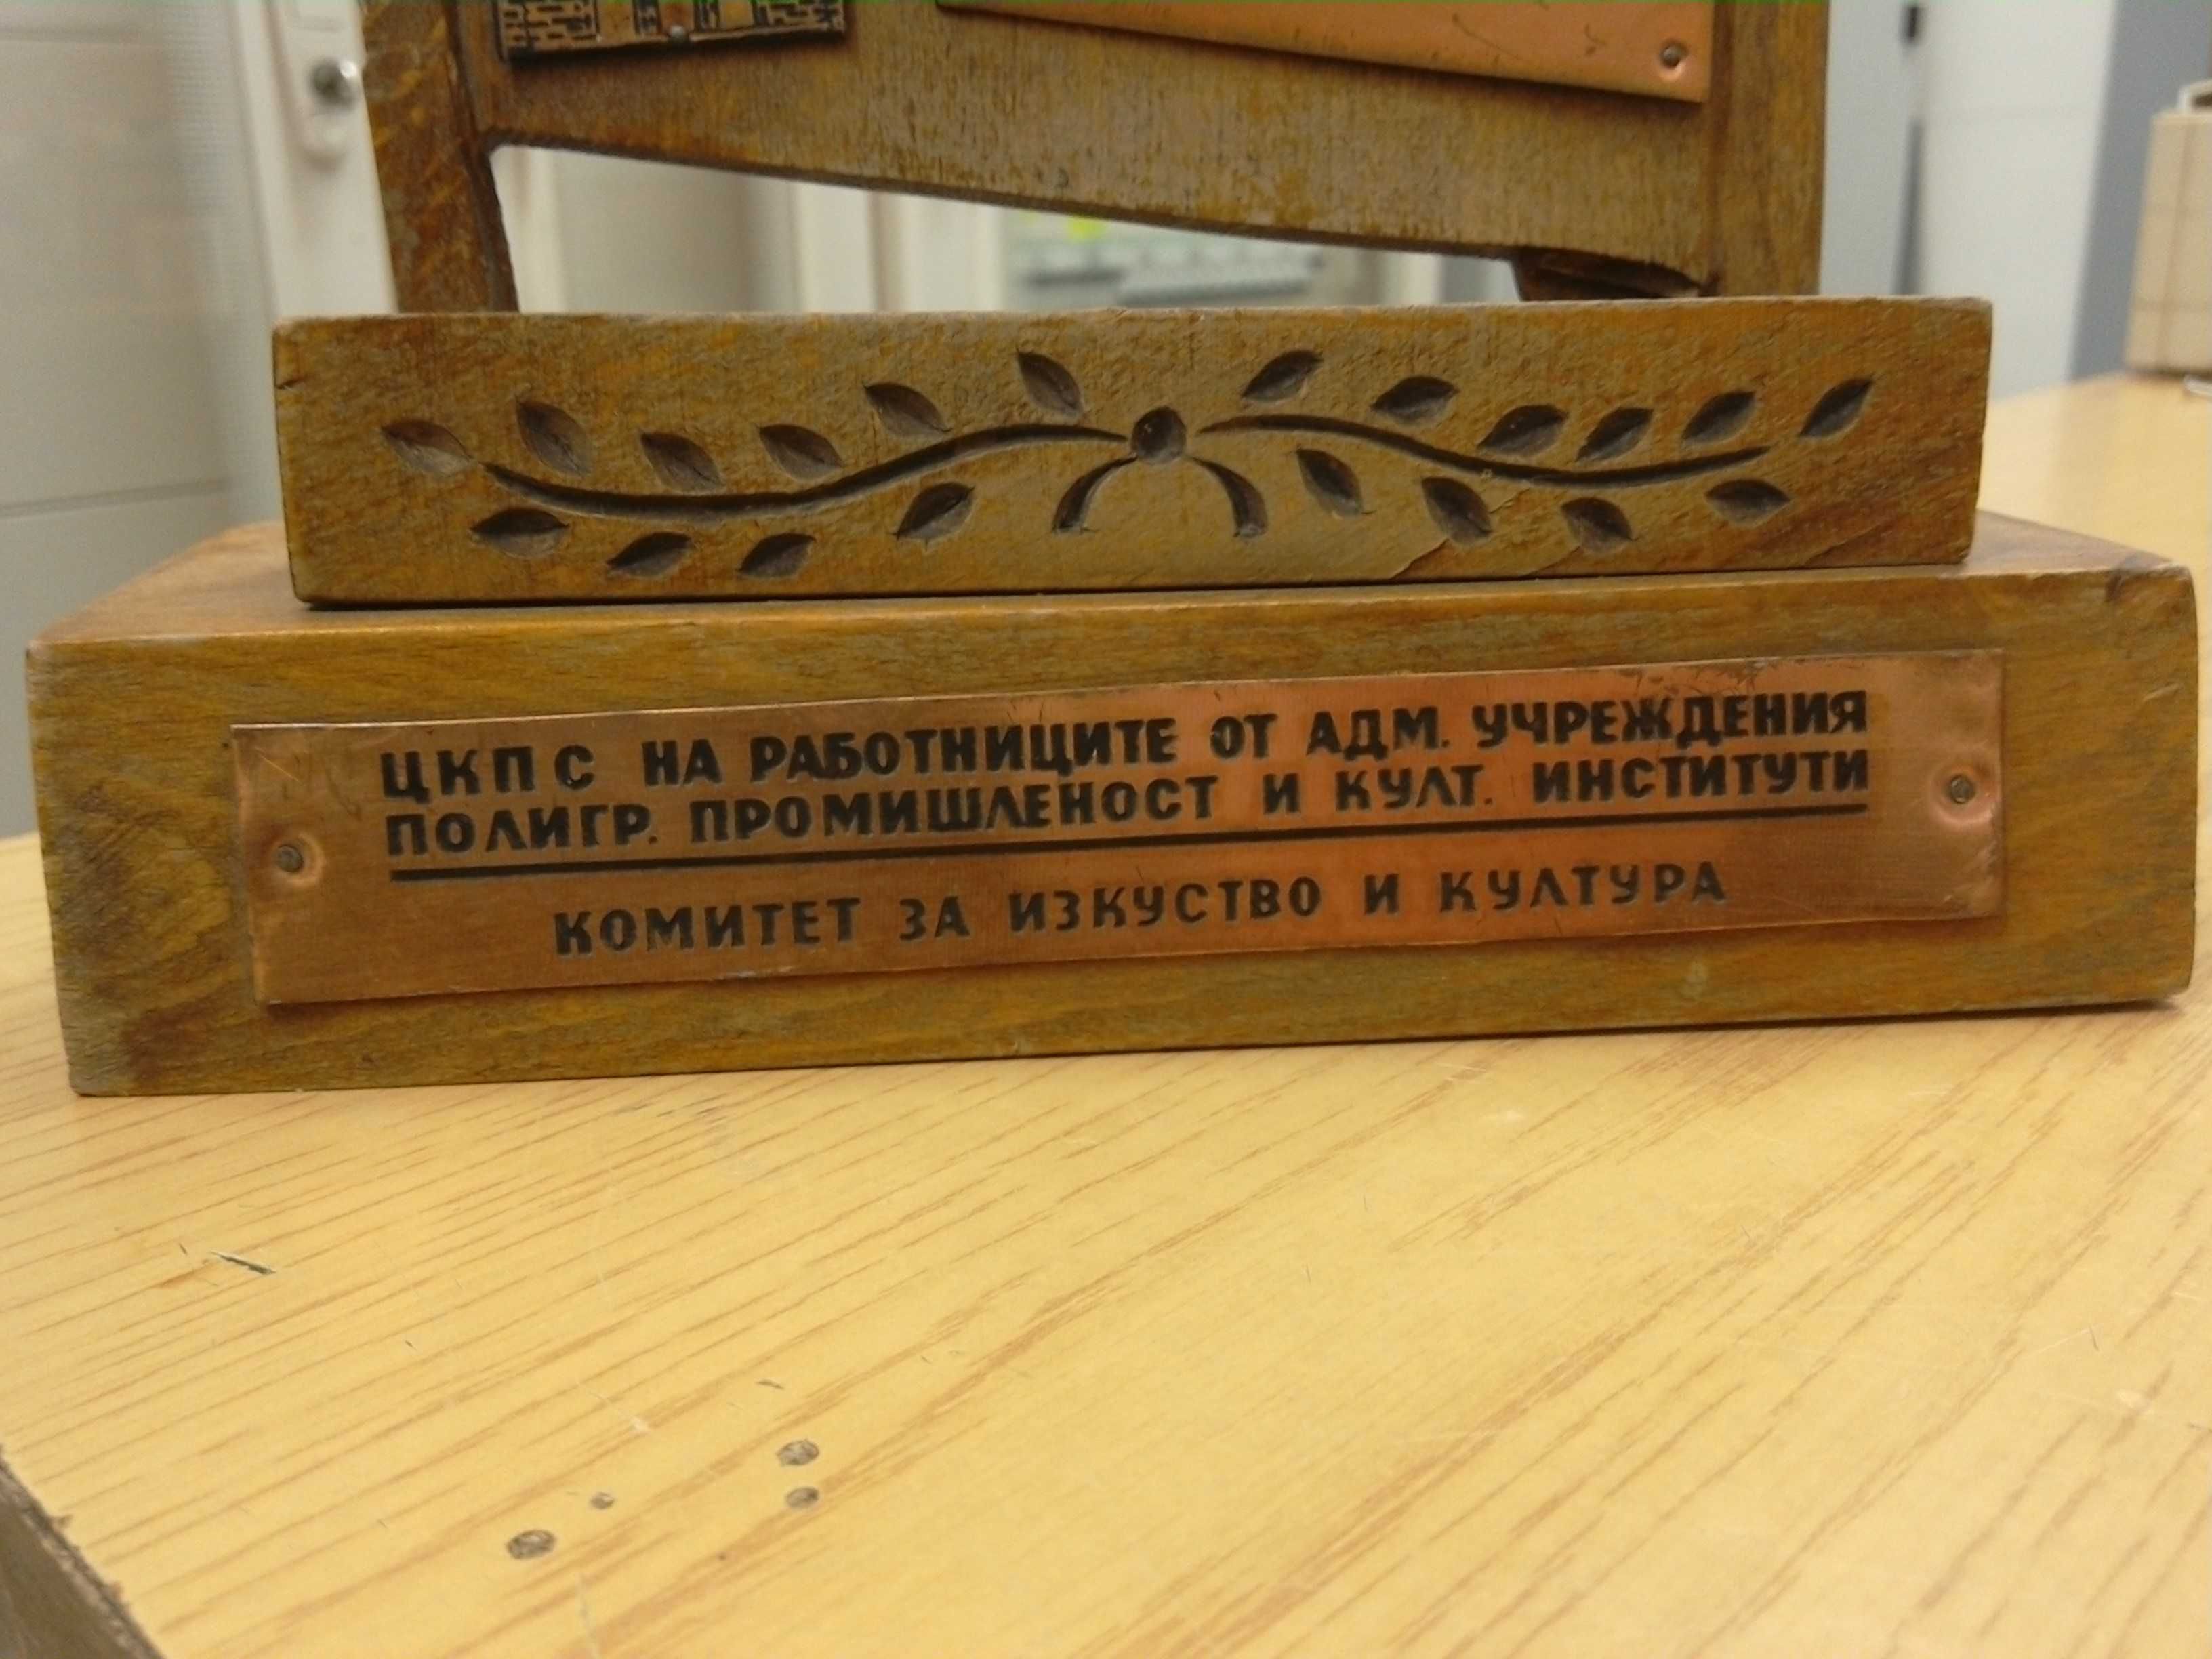 ЦКПС НА РАБОТНИЦИТЕ ОТ АДМ. УЧРЕЖДЕНИЯ
ПОЛИГР. ПРОМИШЛЕНОСТ И КУЛТ. ИНСТИТУТИ
КОМИТЕТ ЗА ИЗКУСТВО И КУЛТУРА